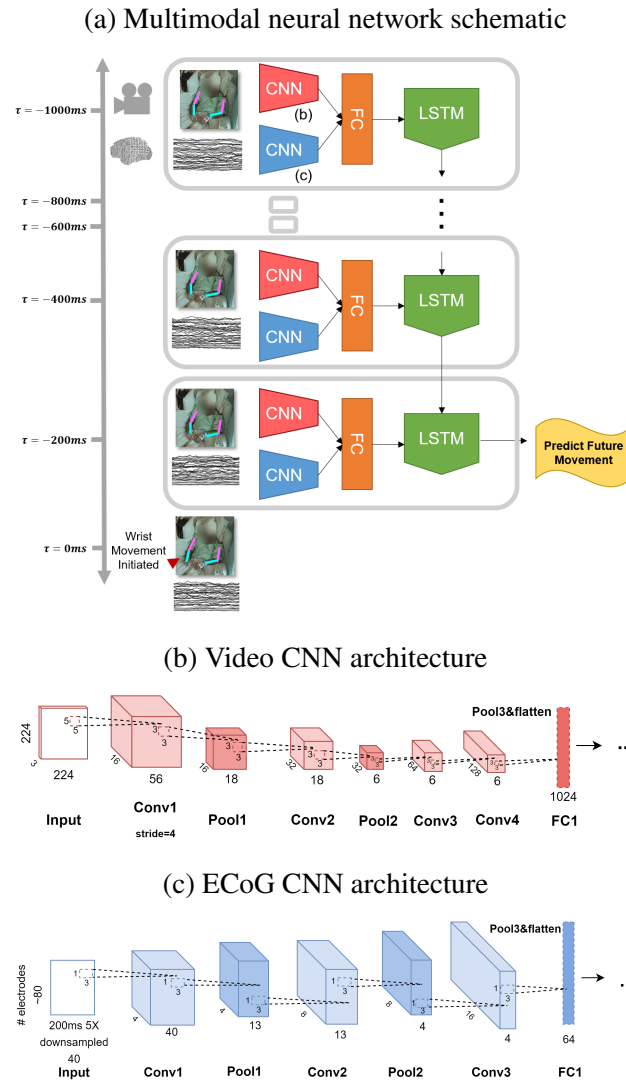 (a) Multimodal neural network schematic
τ = −1000ms
CNN
(b)
FC
LSTM
CNN
(c)
τ = −800ms
τ = −600ms
τ = −400ms
CNN
FC
LSTM
CNN
τ = −200ms
CNN
FC
LSTM
CNN
Predict Future
Movement
τ = 0ms
Wrist
Movement
Initiated
(b) Video CNN architecture
Pool3&flatten
224
5
5
3
224
16
3
3
56
16
3
3
18
32
3
3
18
32
3
3
6
64
3
3
6
128
3
3
6
1024
...
Input
Conv1
stride=4
Pool1
Conv2
Pool2
Conv3
Conv4
FC1
(c) ECoG CNN architecture
Pool3&flatten
# electrodes
~80
1
3
200ms 5X
downsampled
40
4
1
3
40
4
1
3
13
8
1
3
13
8
1
3
4
16
1
3
4
64
..
Input
Conv1
Pool1
Conv2
Pool2
Conv3
FC1